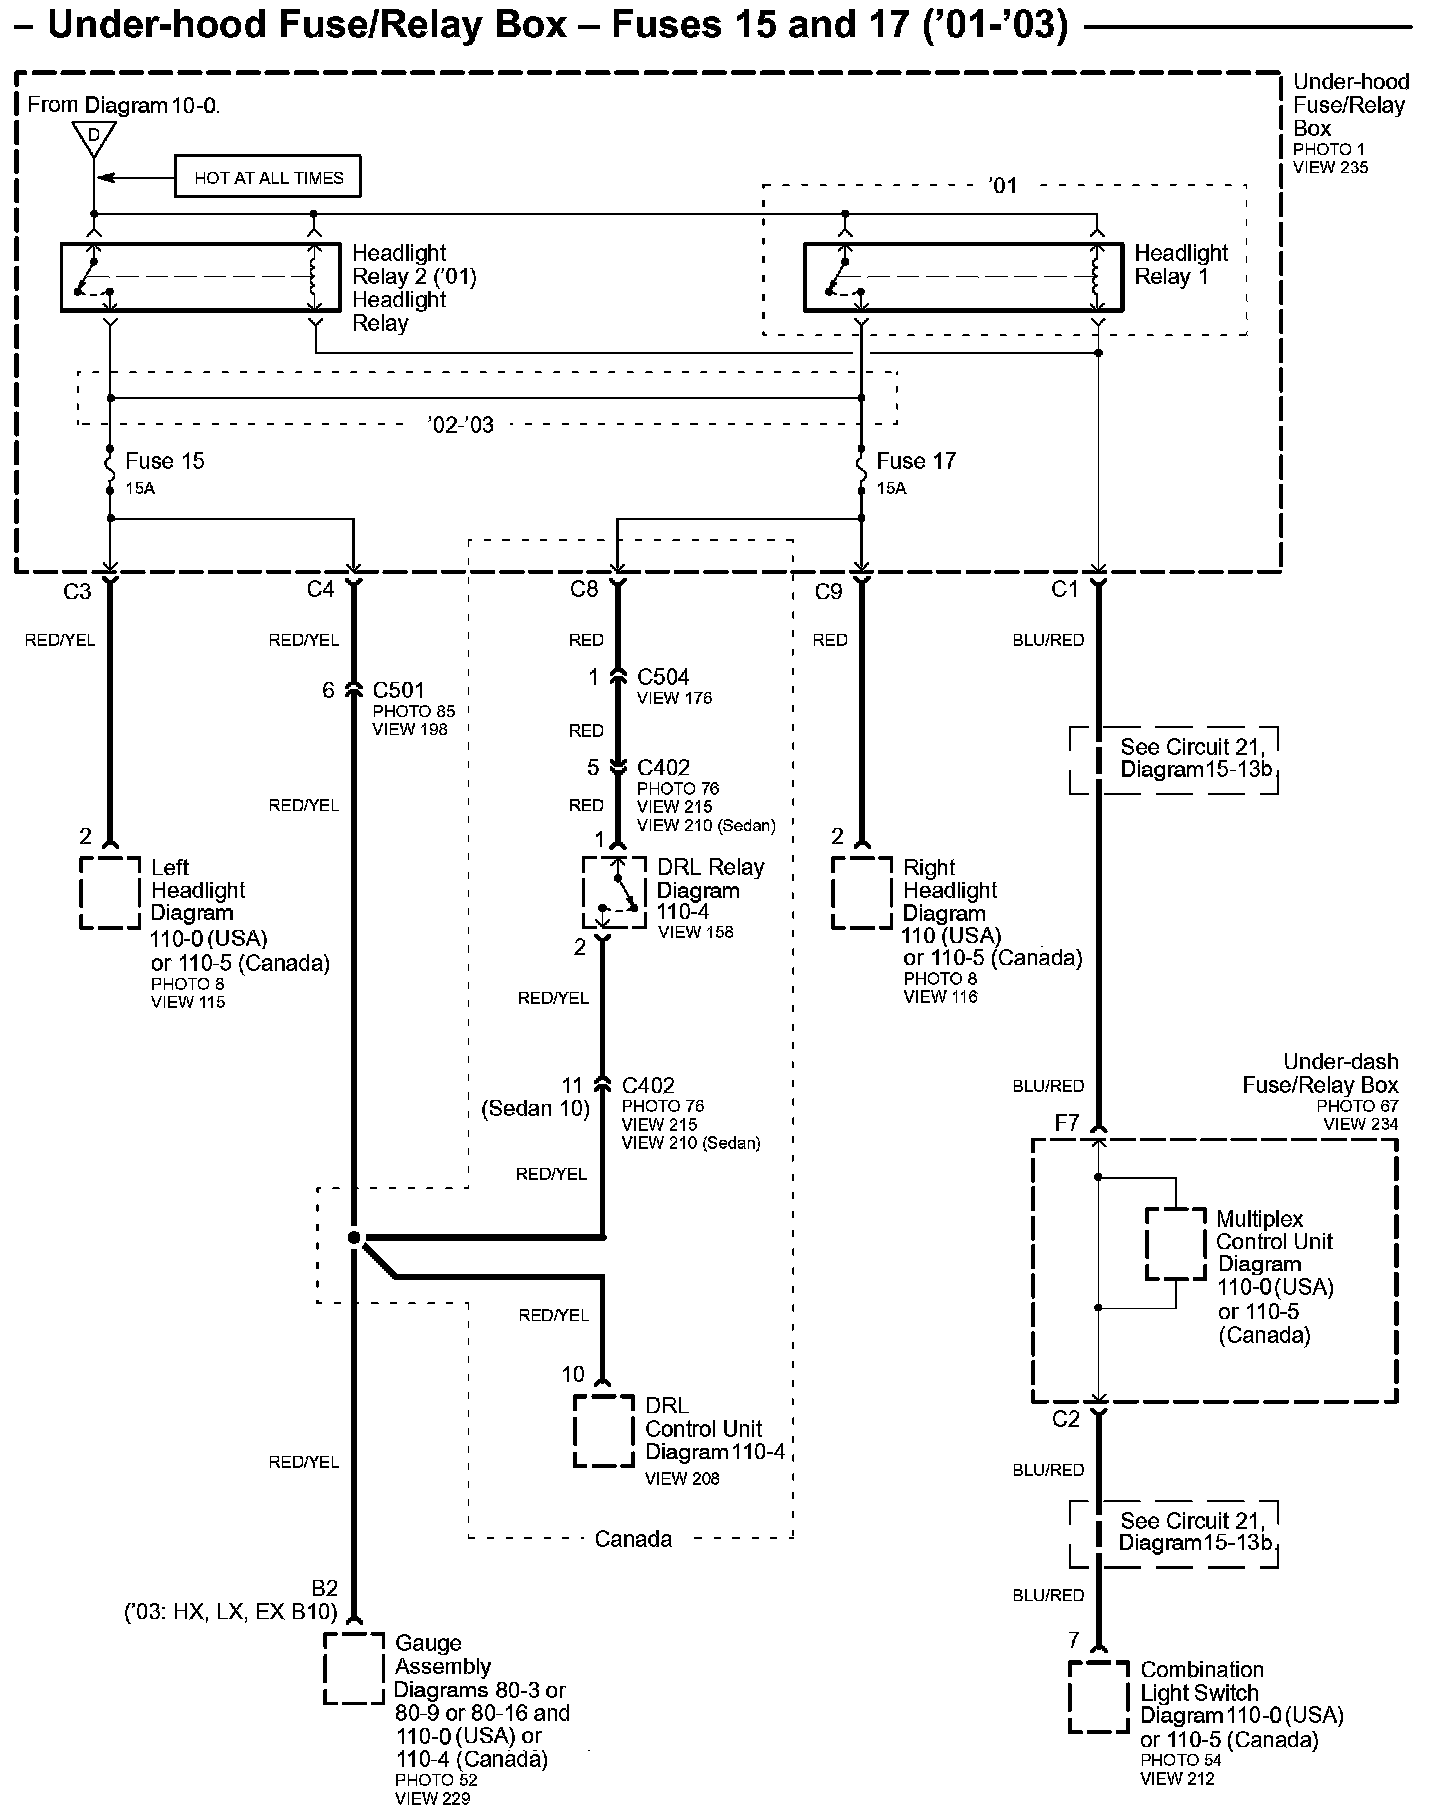 – Under-hood Fuse/Relay Box – Fuses 15 and 17 ('01-'03)
Under-hood
Fuse/Relay
Box
PHOTO 1
VIEW 235
From Diagram 10-0.
D
HOT AT ALL TIMES
'01
Headlight
Relay 2 ('01)
Headlight
Relay
Headlight
Relay 1
'02-'03
Fuse 15
15A
Fuse 17
15A
C3
C4
C8
C9
C1
RED/YEL
RED/YEL
RED
RED
BLU/RED
6
C501
PHOTO 85
VIEW 198
1
C504
VIEW 176
RED
See Circuit 21,
Diagram 15-13b.
5
C402
PHOTO 76
VIEW 215
VIEW 210 (Sedan)
RED/YEL
RED
2
Left
Headlight
Diagram
110-0 (USA)
or 110-5 (Canada)
PHOTO 8
VIEW 115
1
DRL Relay
Diagram
110-4
VIEW 158
2
2
Right
Headlight
Diagram
110 (USA)
or 110-5 (Canada)
PHOTO 8
VIEW 116
RED/YEL
11
(Sedan 10)
C402
PHOTO 76
VIEW 215
VIEW 210 (Sedan)
RED/YEL
Under-dash
Fuse/Relay Box
PHOTO 67
VIEW 234
BLU/RED
F7
Multiplex
Control Unit
Diagram
110-0 (USA)
or 110-5
(Canada)
RED/YEL
10
DRL
Control Unit
Diagram 110-4
VIEW 208
Canada
C2
BLU/RED
RED/YEL
See Circuit 21,
Diagram 15-13b.
BLU/RED
B2
('03: HX, LX, EX B10)
Gauge
Assembly
Diagrams 80-3 or
80-9 or 80-16 and
110-0 (USA) or
110-4 (Canada)
PHOTO 52
VIEW 229
7
Combination
Light Switch
Diagram 110-0 (USA)
or 110-5 (Canada)
PHOTO 54
VIEW 212